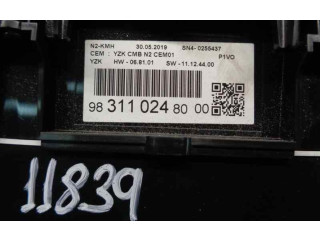 N2-KMH 30.05.2019 SN4- 0255437
CEM : YZK CMB N2 CEM01 P1VO
YZK HW - 06.81.01 SW - 11.12.44.00
98 311 024 80 00
11839